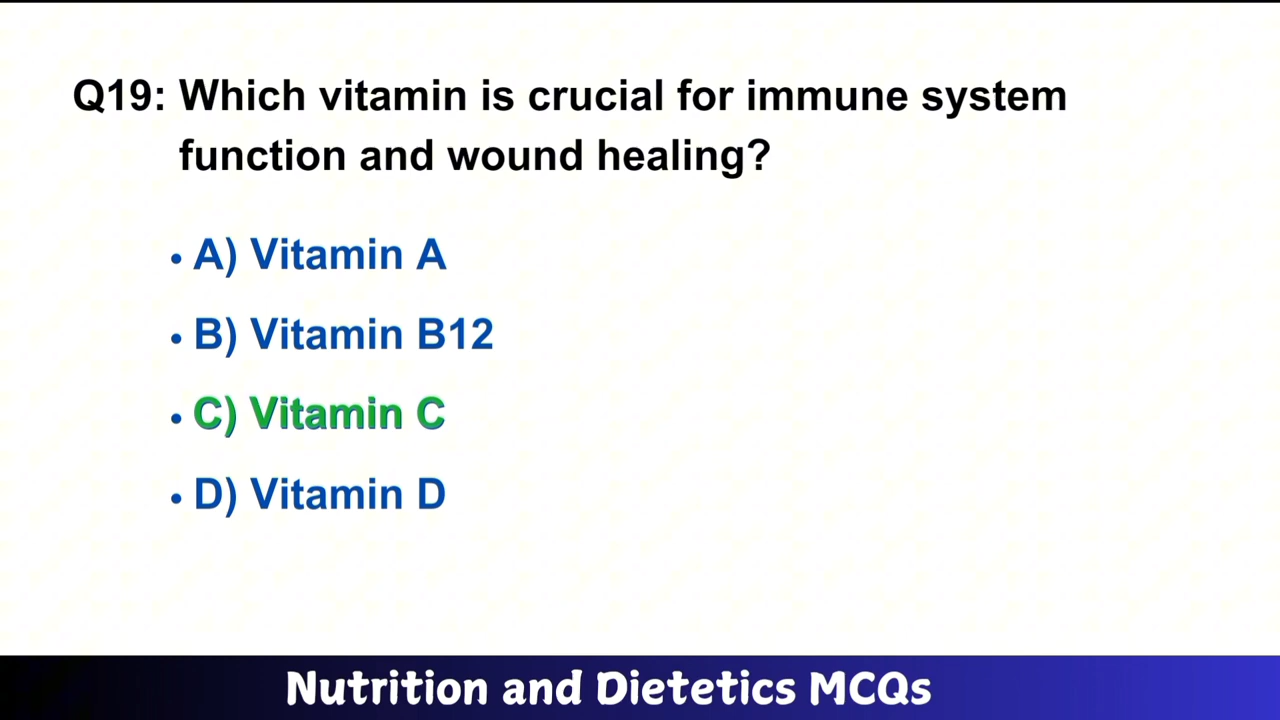 Q19: Which vitamin is crucial for immune system
function and wound healing?
• A) Vitamin A
• B) Vitamin B12
• C) Vitamin C
• D) Vitamin D
Nutrition and Dietetics MCQs